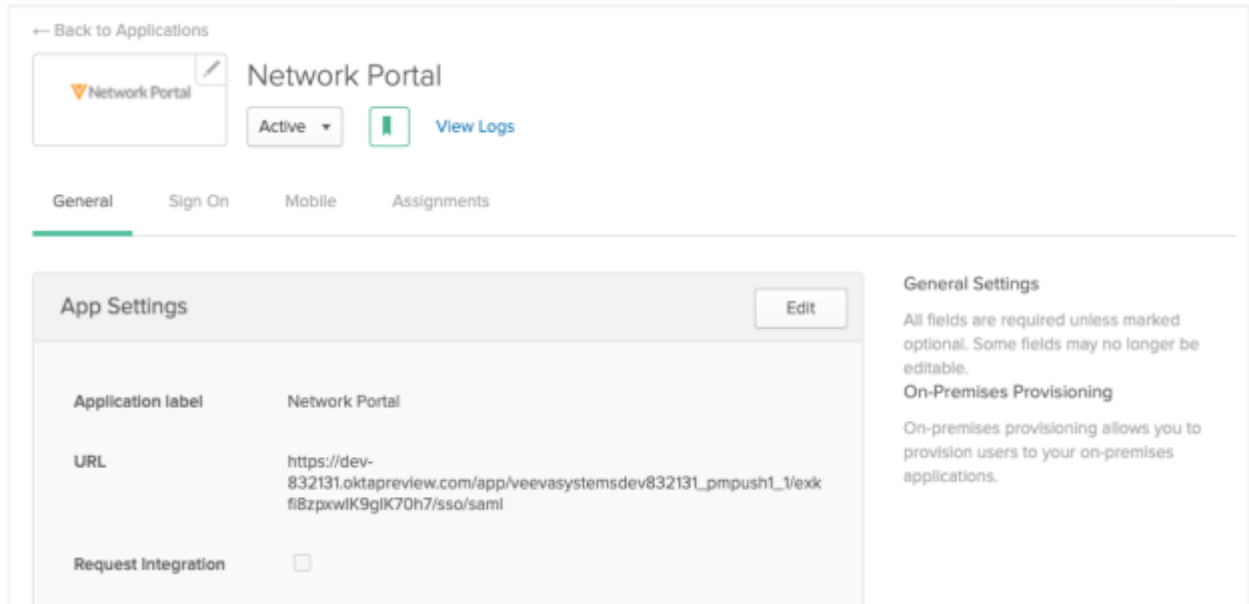 ← Back to Applications
Network Portal
Network Portal
Active
View Logs
General
Sign On
Mobile
Assignments
App Settings
Edit
Application label
Network Portal
URL
https://dev-
832131.oktapreview.com/app/veevasystemsdev832131_pmpush1_1/exk
fi8zpxwlK9glK70h7/sso/saml
Request Integration
General Settings
All fields are required unless marked
optional. Some fields may no longer be
editable.
On-Premises Provisioning
On-premises provisioning allows you to
provision users to your on-premises
applications.